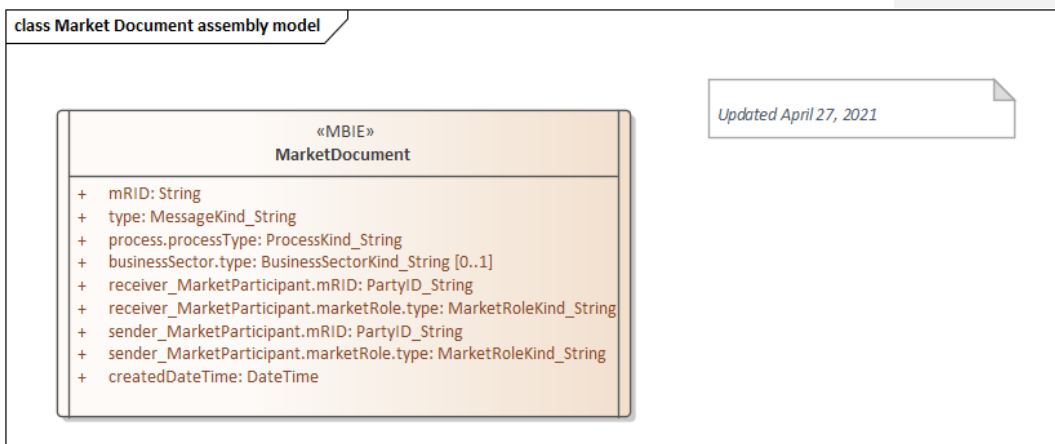 class Market Document assembly model
Updated April 27, 2021
«MBIE»
MarketDocument
+ mRID: String
+ type: MessageKind_String
+ process.processType: ProcessKind_String
+ businessSector.type: BusinessSectorKind_String [0..1]
+ receiver_MarketParticipant.mRID: PartyID_String
+ receiver_MarketParticipant.marketRole.type: MarketRoleKind_String
+ sender_MarketParticipant.mRID: PartyID_String
+ sender_MarketParticipant.marketRole.type: MarketRoleKind_String
+ createdDateTime: DateTime